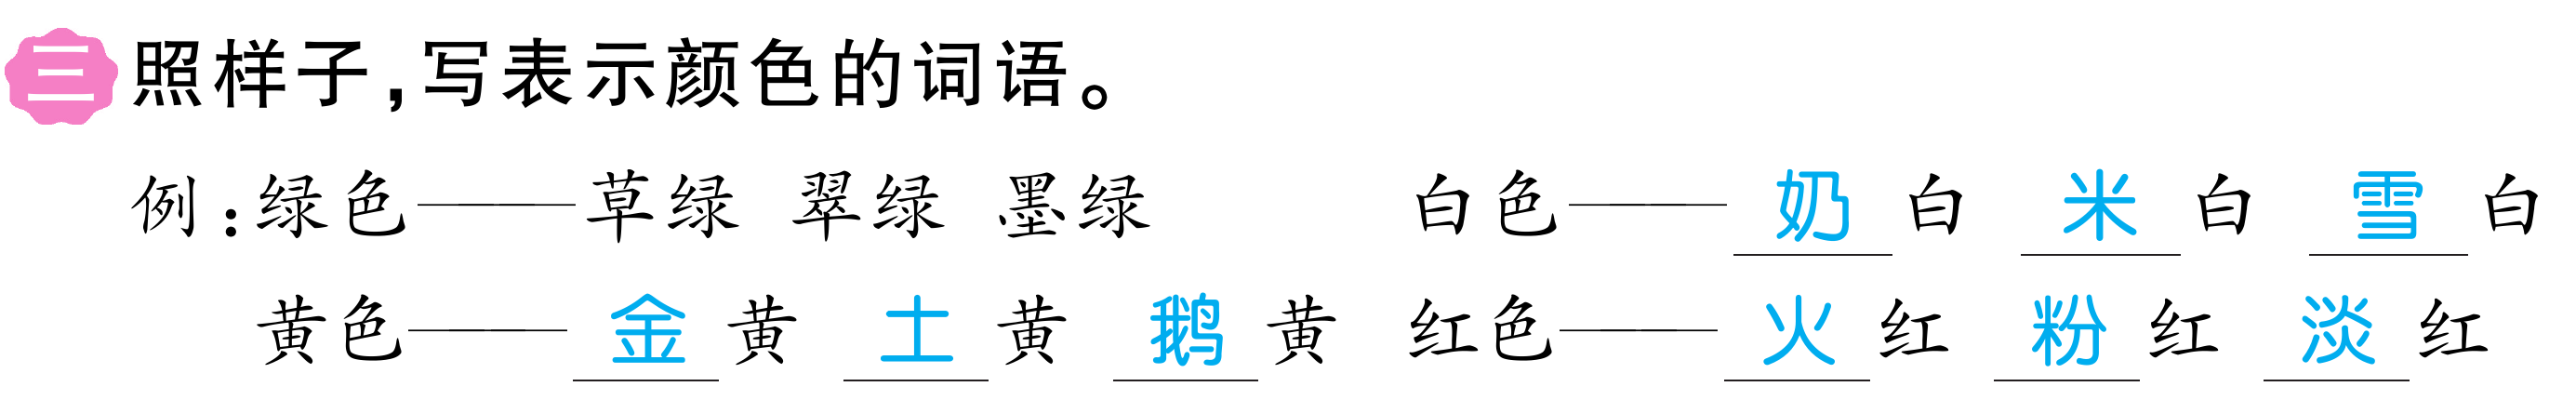 三 照样子,写表示颜色的词语。
例:绿色——草绿 翠绿 墨绿 白色——奶白 米白 雪白
黄色——金黄 土黄 鹅黄 红色——火红 粉红 淡红